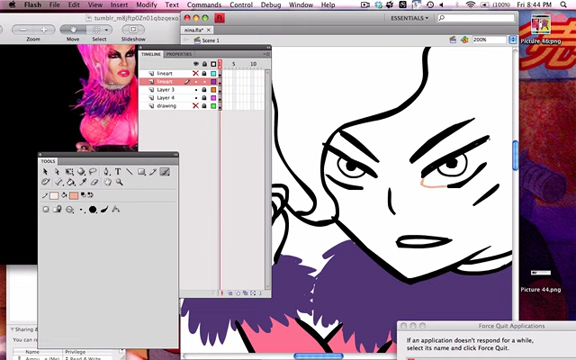 Flash File Edit View Insert Modify Text Commands Control Debug Window Help
Fri 8:44 PM
tumblr_m8jftp0Zn01qbzqexo
ESSENTIALS
Zoom Move Select
nina.fla*
Scene 1
200%
Picture 46.png
TIMELINE PROPERTIES
1 5 10
lineart
lineart
Layer 3
Layer 4
drawing
TOOLS
Picture 44.png
Sharing &
You can re
Name Privilege
Read & Write
Force Quit Applications
If an application doesn't respond for a while,
select its name and click Force Quit.